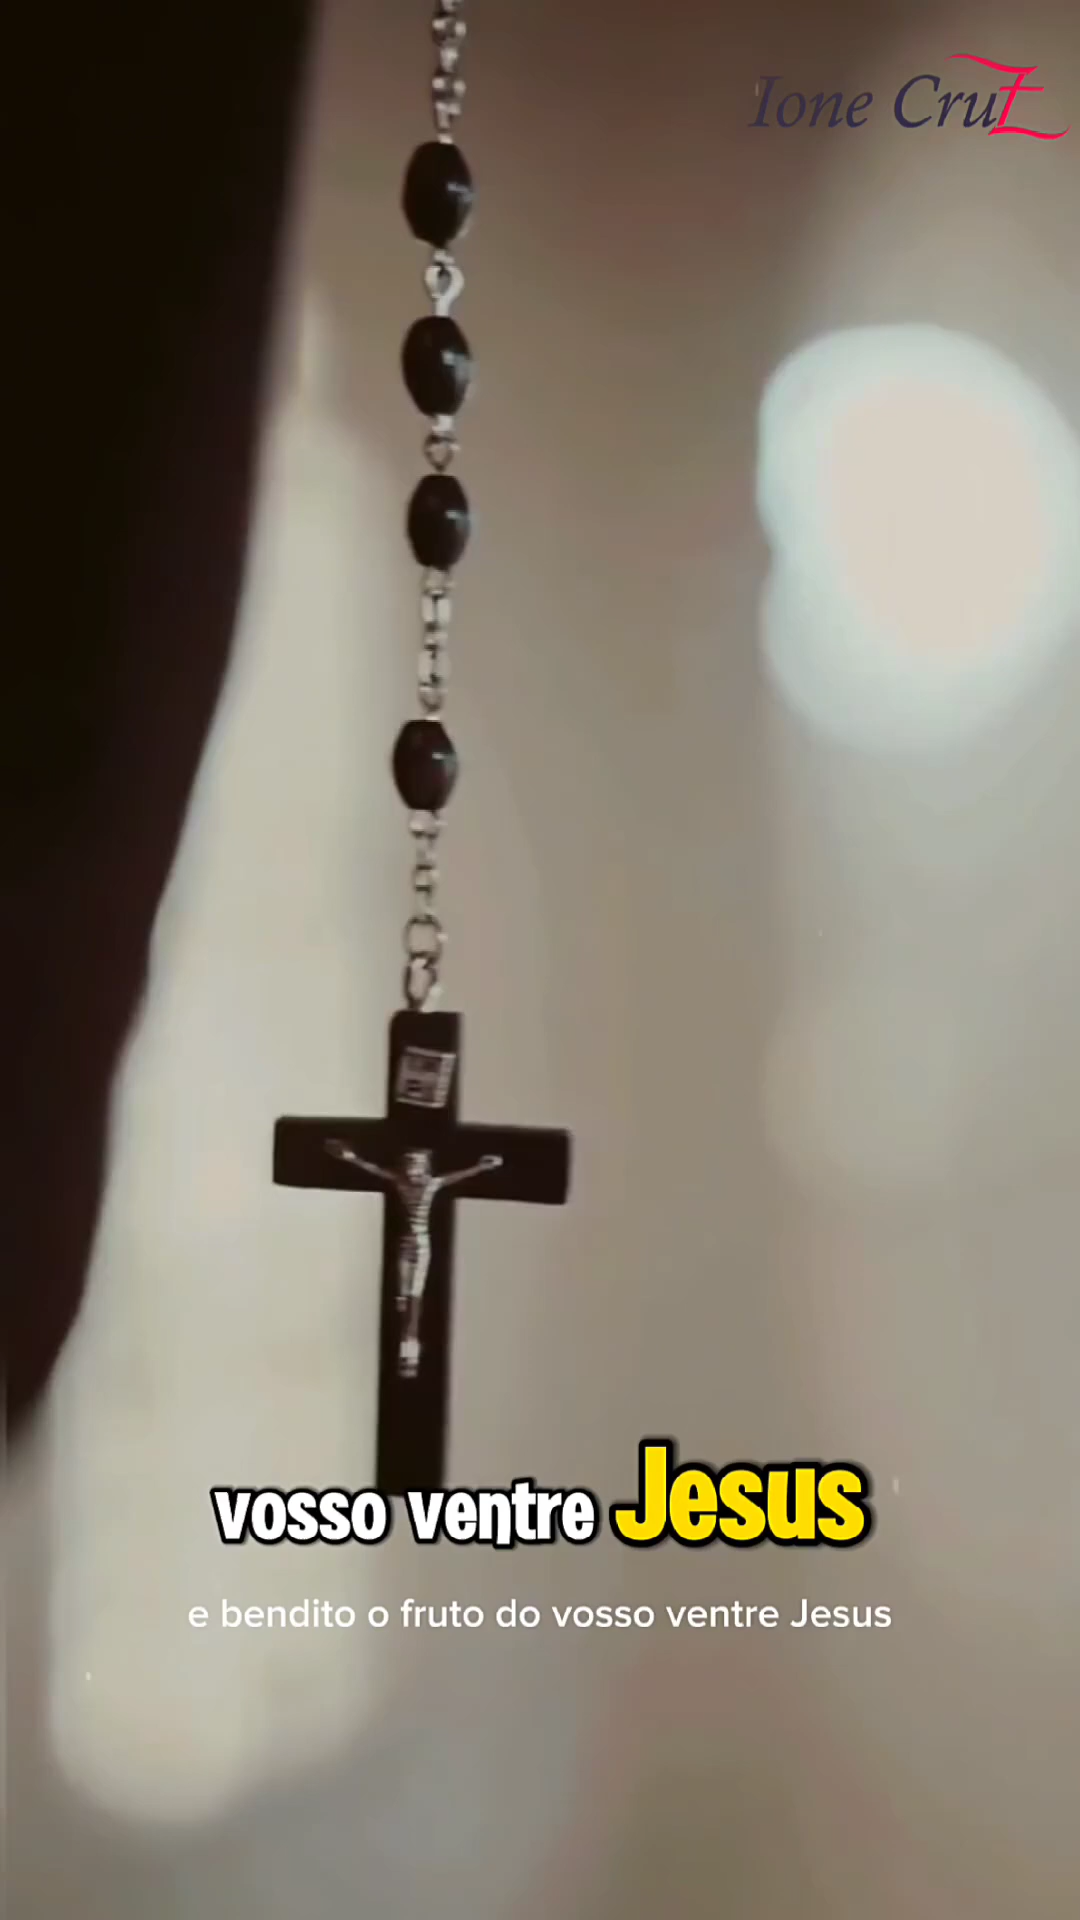 Ione CruZ
vosso ventre Jesus
e bendito o fruto do vosso ventre Jesus